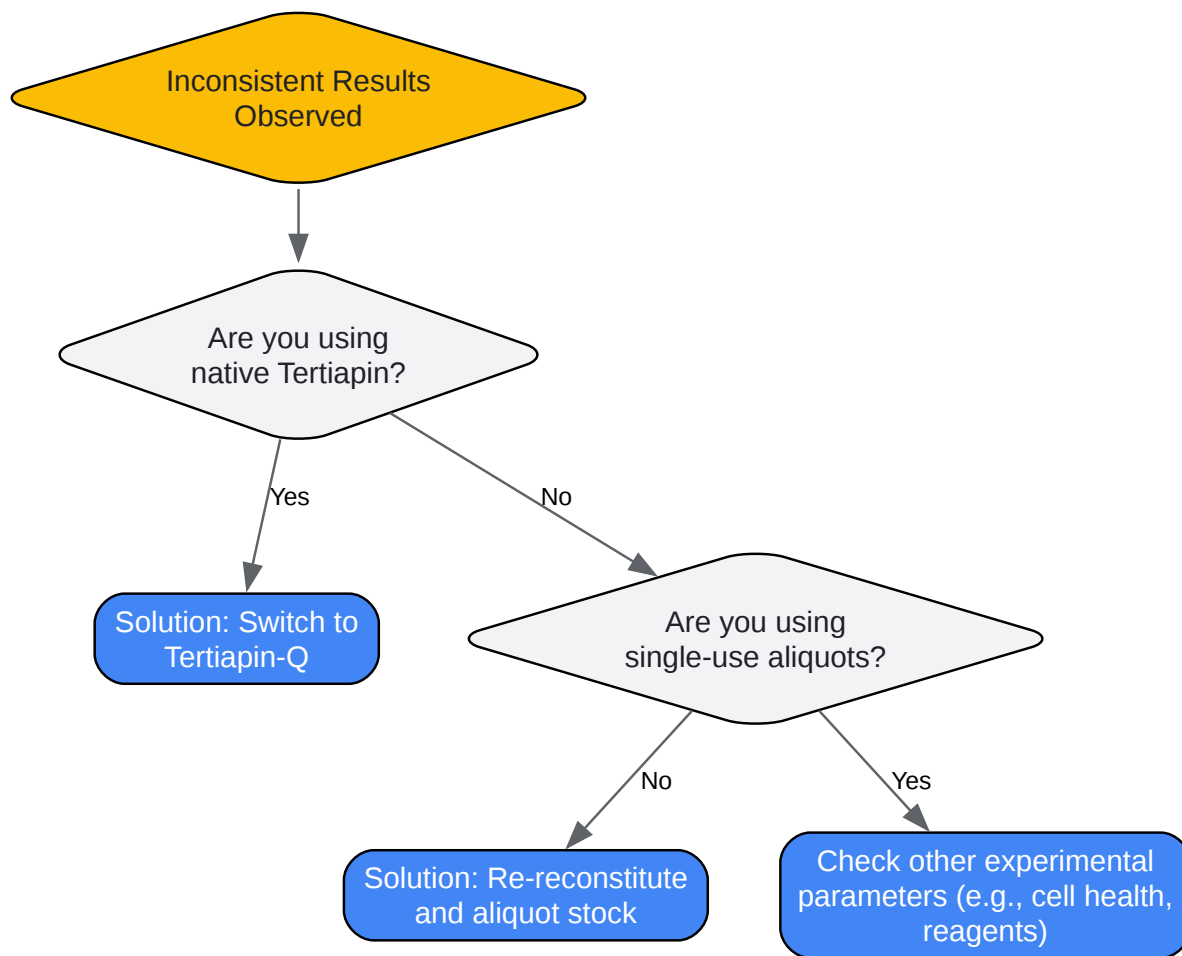 Inconsistent Results
Observed
Are you using
native Tertiapin?
Yes
No
Solution: Switch to
Tertiapin-Q
Are you using
single-use aliquots?
No
Yes
Solution: Re-reconstitute
and aliquot stock
Check other experimental
parameters (e.g., cell health,
reagents)